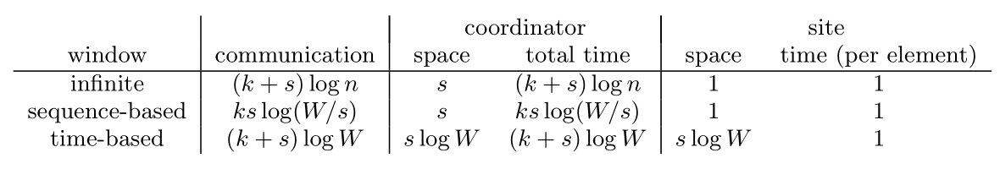 coordinator site
window communication space total time space time (per element)
infinite (k + s) log n s (k + s) log n 1 1
sequence-based ks log(W/s) s ks log(W/s) 1 1
time-based (k + s) log W s log W (k + s) log W s log W 1